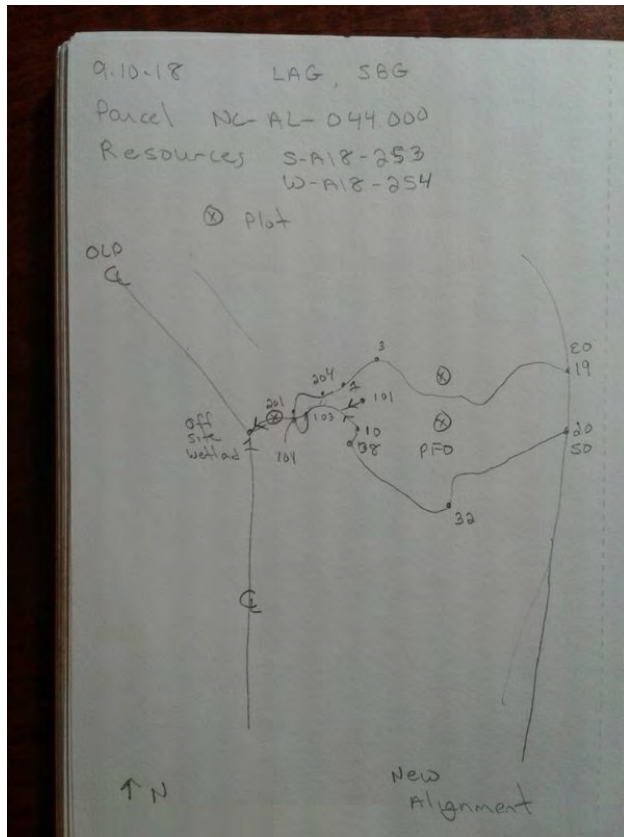 9.10.18 LAG, SBG
Parcel NC-AL-044.000
Resources S-A18-253
W-A18-254
⊗ Plot
OLD
℄
3
EO
19
204
2
201
101
103
10
Off
site
wetlad
104
38
PFO
20
SO
32
℄
↑ N
New
Alignment